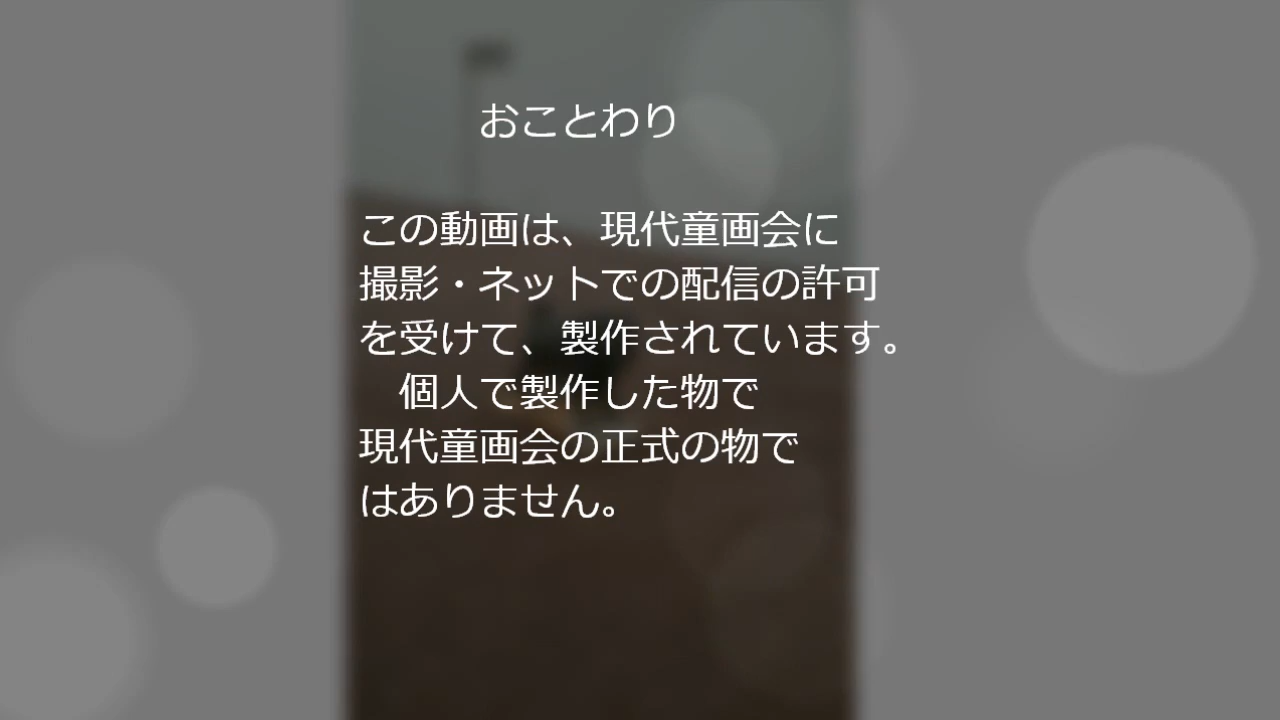 おことわり
この動画は、現代童画会に
撮影・ネットでの配信の許可
を受けて、製作されています。
　個人で製作した物で
現代童画会の正式の物で
はありません。